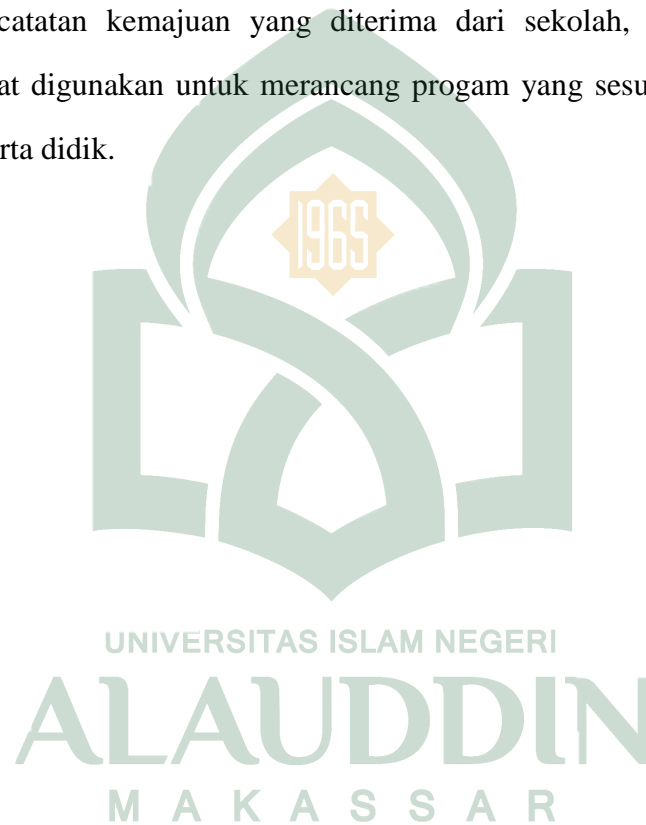 catatan kemajuan yang diterima dari sekolah,
at digunakan untuk merancang progam yang sesu
rta didik.
1965
UNIVERSITAS ISLAM NEGERI
ALAUDDIN
MAKASSAR